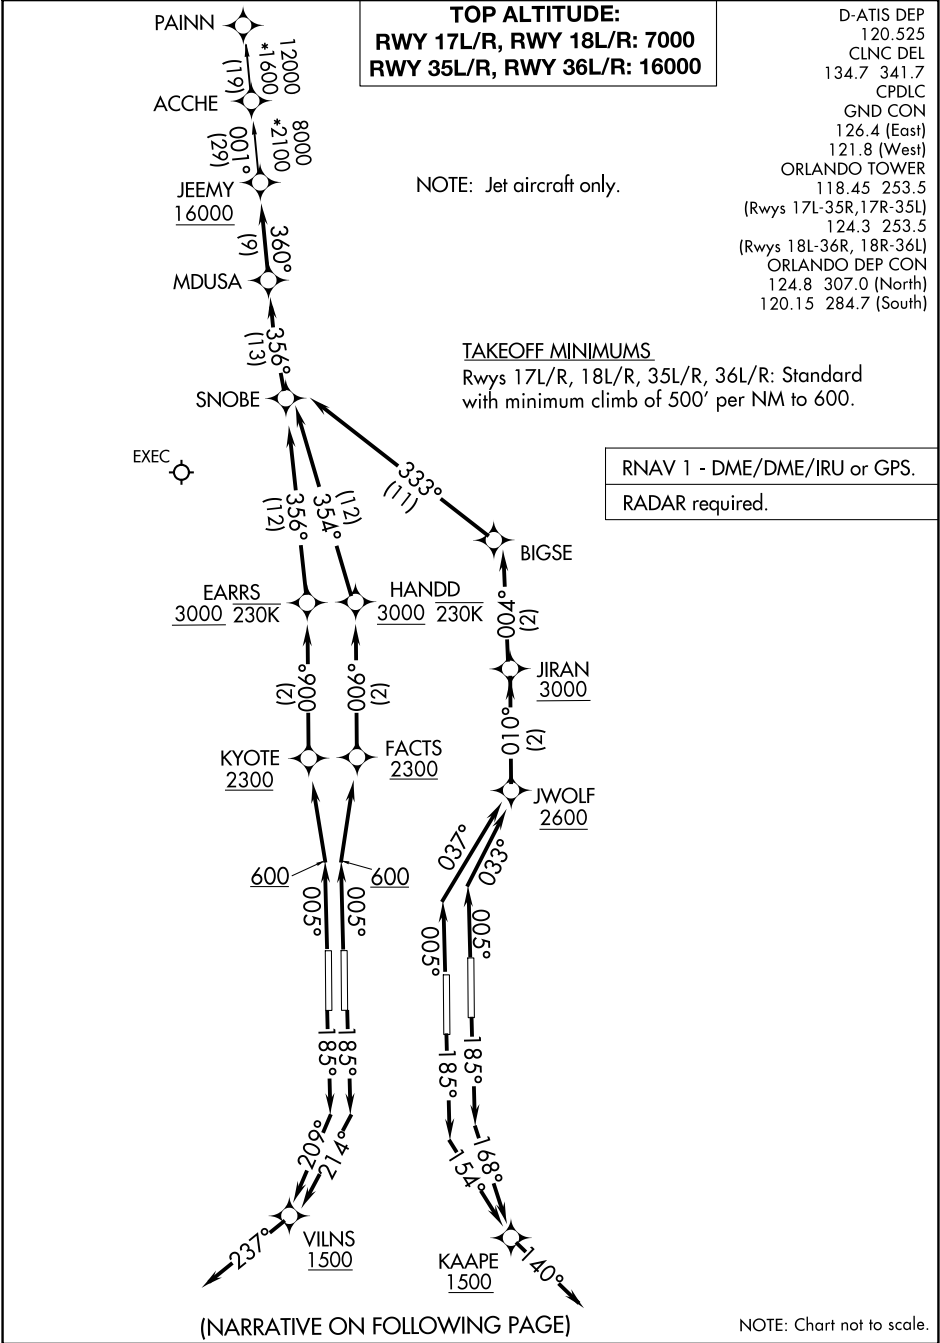 TOP ALTITUDE:
RWY 17L/R, RWY 18L/R: 7000
RWY 35L/R, RWY 36L/R: 16000
D-ATIS DEP
120.525
CLNC DEL
134.7 341.7
CPDLC
GND CON
126.4 (East)
121.8 (West)
ORLANDO TOWER
118.45 253.5
(Rwys 17L-35R,17R-35L)
124.3 253.5
(Rwys 18L-36R, 18R-36L)
ORLANDO DEP CON
124.8 307.0 (North)
120.15 284.7 (South)
PAINN
12000
*1600
(19)
ACCHE
8000
*2100
001°
(29)
NOTE: Jet aircraft only.
JEEMY
16000
360°
(9)
MDUSA
356°
(13)
TAKEOFF MINIMUMS
Rwys 17L/R, 18L/R, 35L/R, 36L/R: Standard
with minimum climb of 500' per NM to 600.
SNOBE
EXEC
RNAV 1 - DME/DME/IRU or GPS.
RADAR required.
333°
(11)
356°
(12)
354°
(12)
BIGSE
EARRS
3000 230K
HANDD
3000 230K
004°
(2)
JIRAN
3000
006°
(2)
006°
(2)
010°
(2)
KYOTE
2300
FACTS
2300
JWOLF
2600
037°
033°
600
600
005°
005°
005°
005°
185°
185°
185°
185°
209°
214°
154°
168°
VILNS
1500
237°
KAAPE
1500
140°
(NARRATIVE ON FOLLOWING PAGE)
NOTE: Chart not to scale.